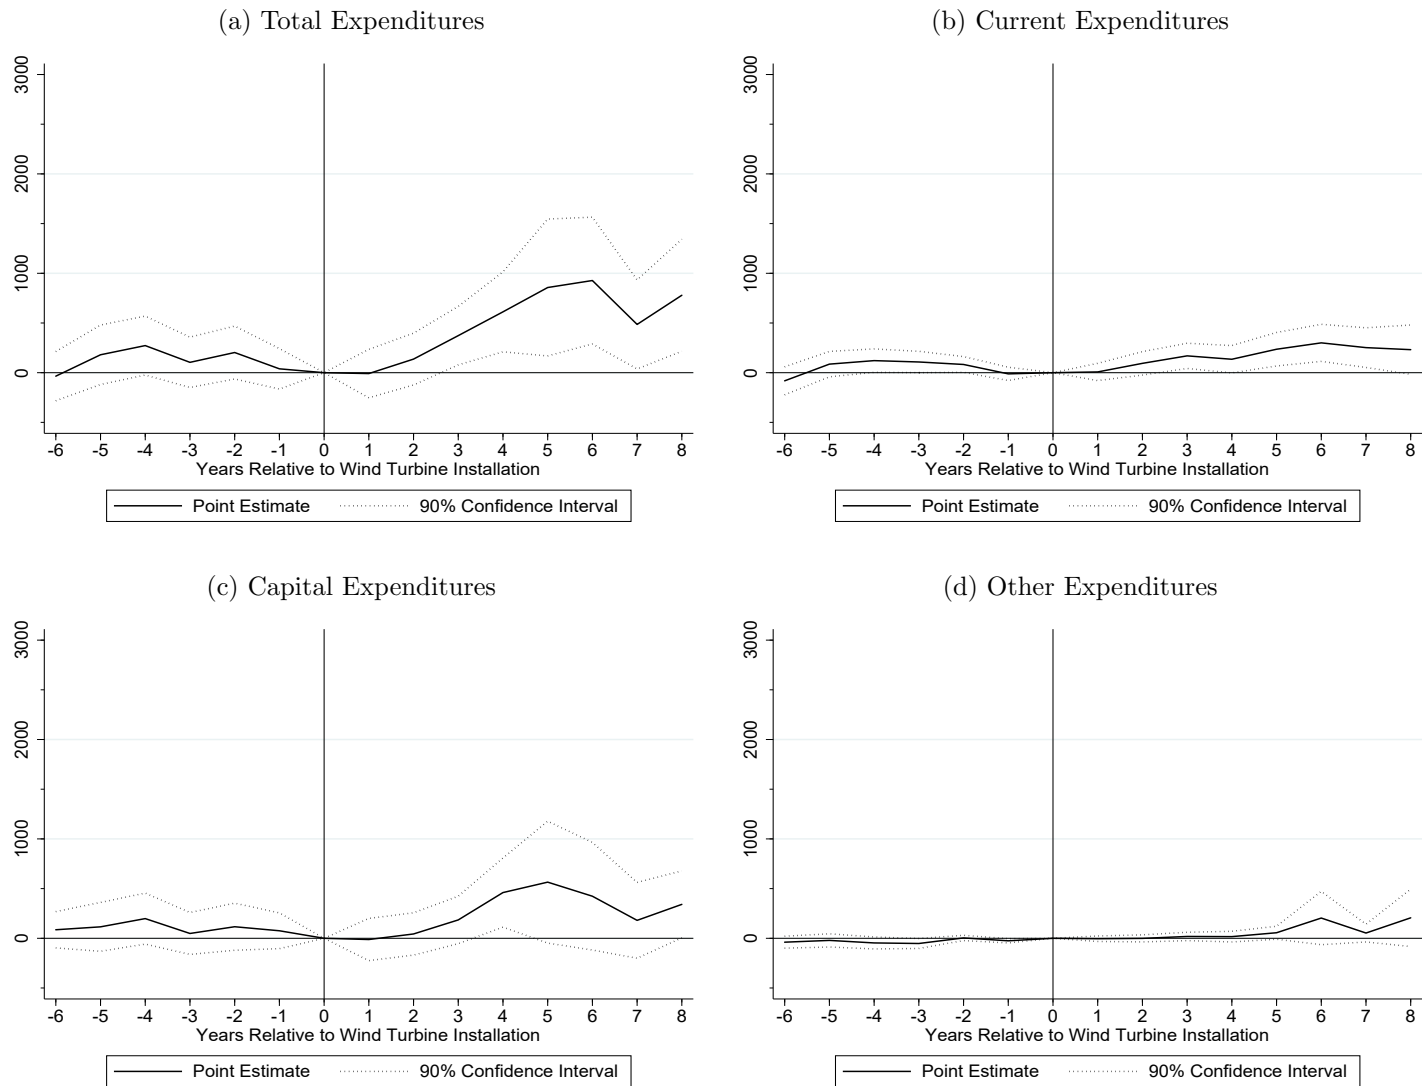 (a) Total Expenditures
3000
2000
1000
0
-6 -5 -4 -3 -2 -1 0 1 2 3 4 5 6 7 8
Years Relative to Wind Turbine Installation
Point Estimate 90% Confidence Interval
(b) Current Expenditures
3000
2000
1000
0
-6 -5 -4 -3 -2 -1 0 1 2 3 4 5 6 7 8
Years Relative to Wind Turbine Installation
Point Estimate 90% Confidence Interval
(c) Capital Expenditures
3000
2000
1000
0
-6 -5 -4 -3 -2 -1 0 1 2 3 4 5 6 7 8
Years Relative to Wind Turbine Installation
Point Estimate 90% Confidence Interval
(d) Other Expenditures
3000
2000
1000
0
-6 -5 -4 -3 -2 -1 0 1 2 3 4 5 6 7 8
Years Relative to Wind Turbine Installation
Point Estimate 90% Confidence Interval